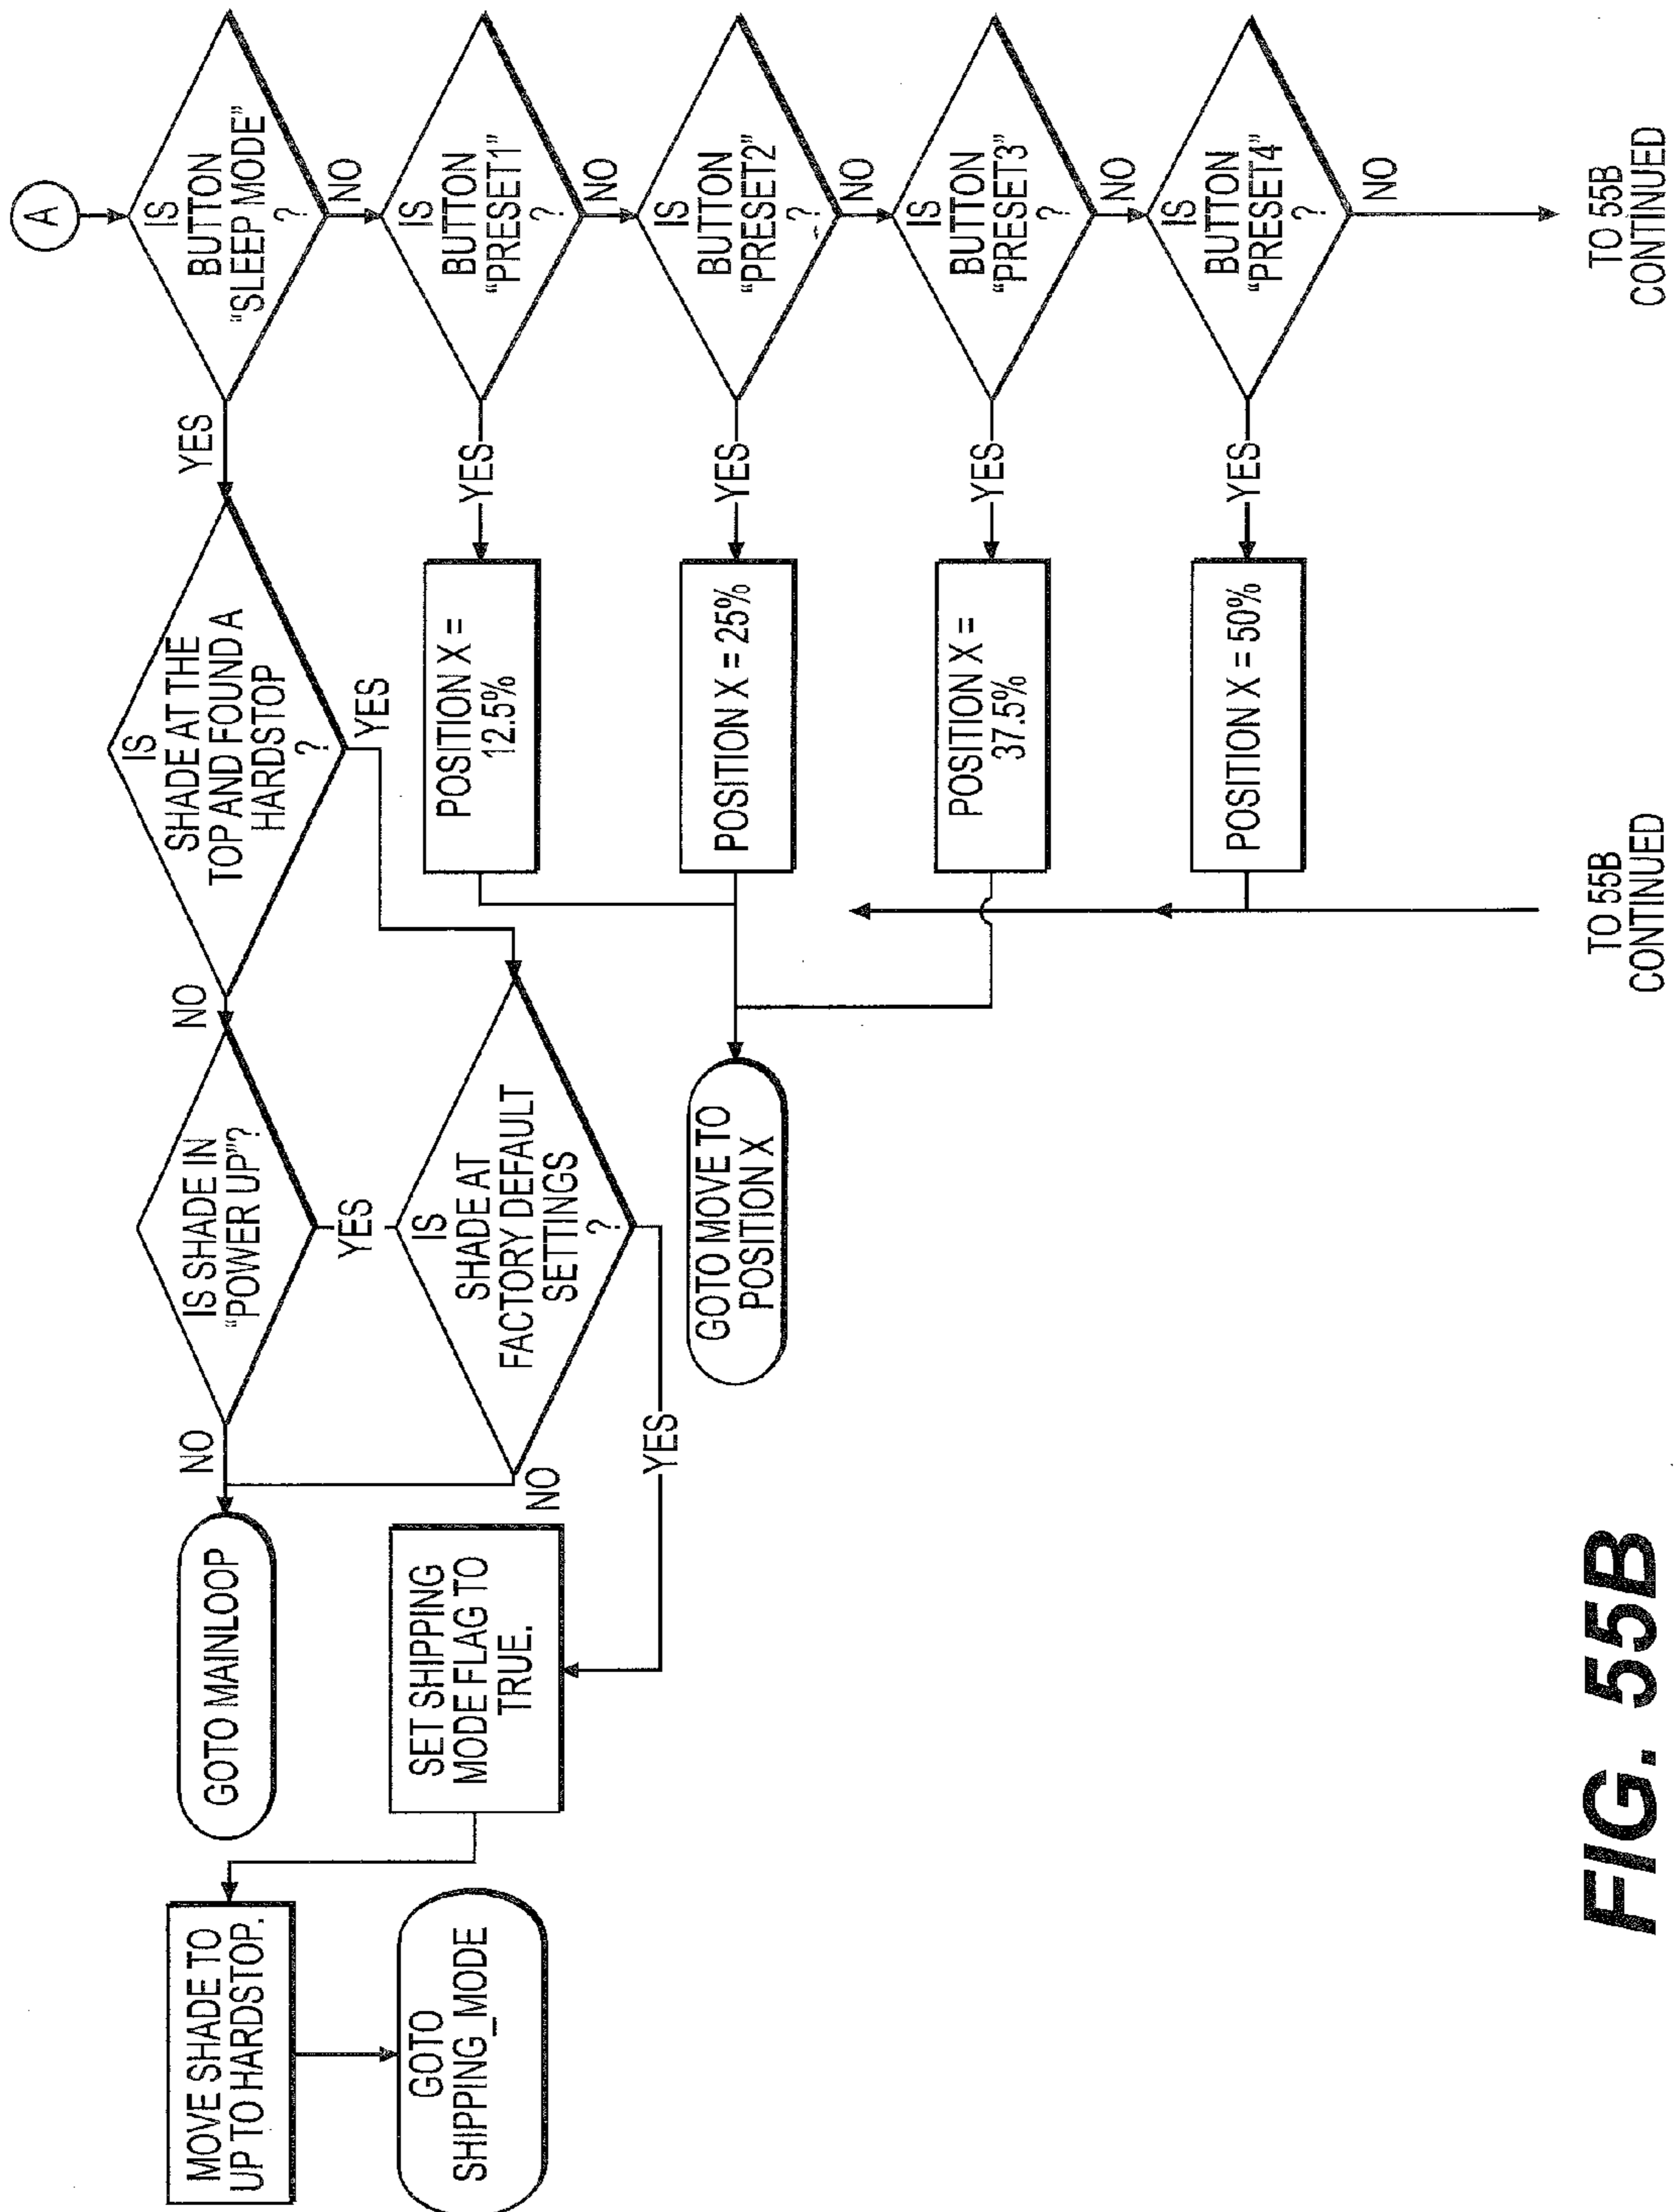 A
IS
BUTTON
“SLEEP MODE”
?
YES
NO
IS
SHADE AT THE
TOP AND FOUND A
HARDSTOP
?
NO
YES
IS SHADE IN
“POWER UP”?
NO
YES
GOTO MAINLOOP
IS
SHADE AT
FACTORY DEFAULT
SETTINGS
?
NO
YES
SET SHIPPING
MODE FLAG TO
TRUE.
MOVE SHADE TO
UP TO HARDSTOP.
GOTO
SHIPPING_MODE
IS
BUTTON
“PRESET1”
?
YES
NO
POSITION X =
12.5%
IS
BUTTON
“PRESET2”
?
YES
NO
POSITION X = 25%
GOTO MOVE TO
POSITION X
IS
BUTTON
“PRESET3”
?
YES
NO
POSITION X =
37.5%
IS
BUTTON
“PRESET4”
?
YES
NO
POSITION X = 50%
TO 55B
CONTINUED
TO 55B
CONTINUED
FIG. 55B